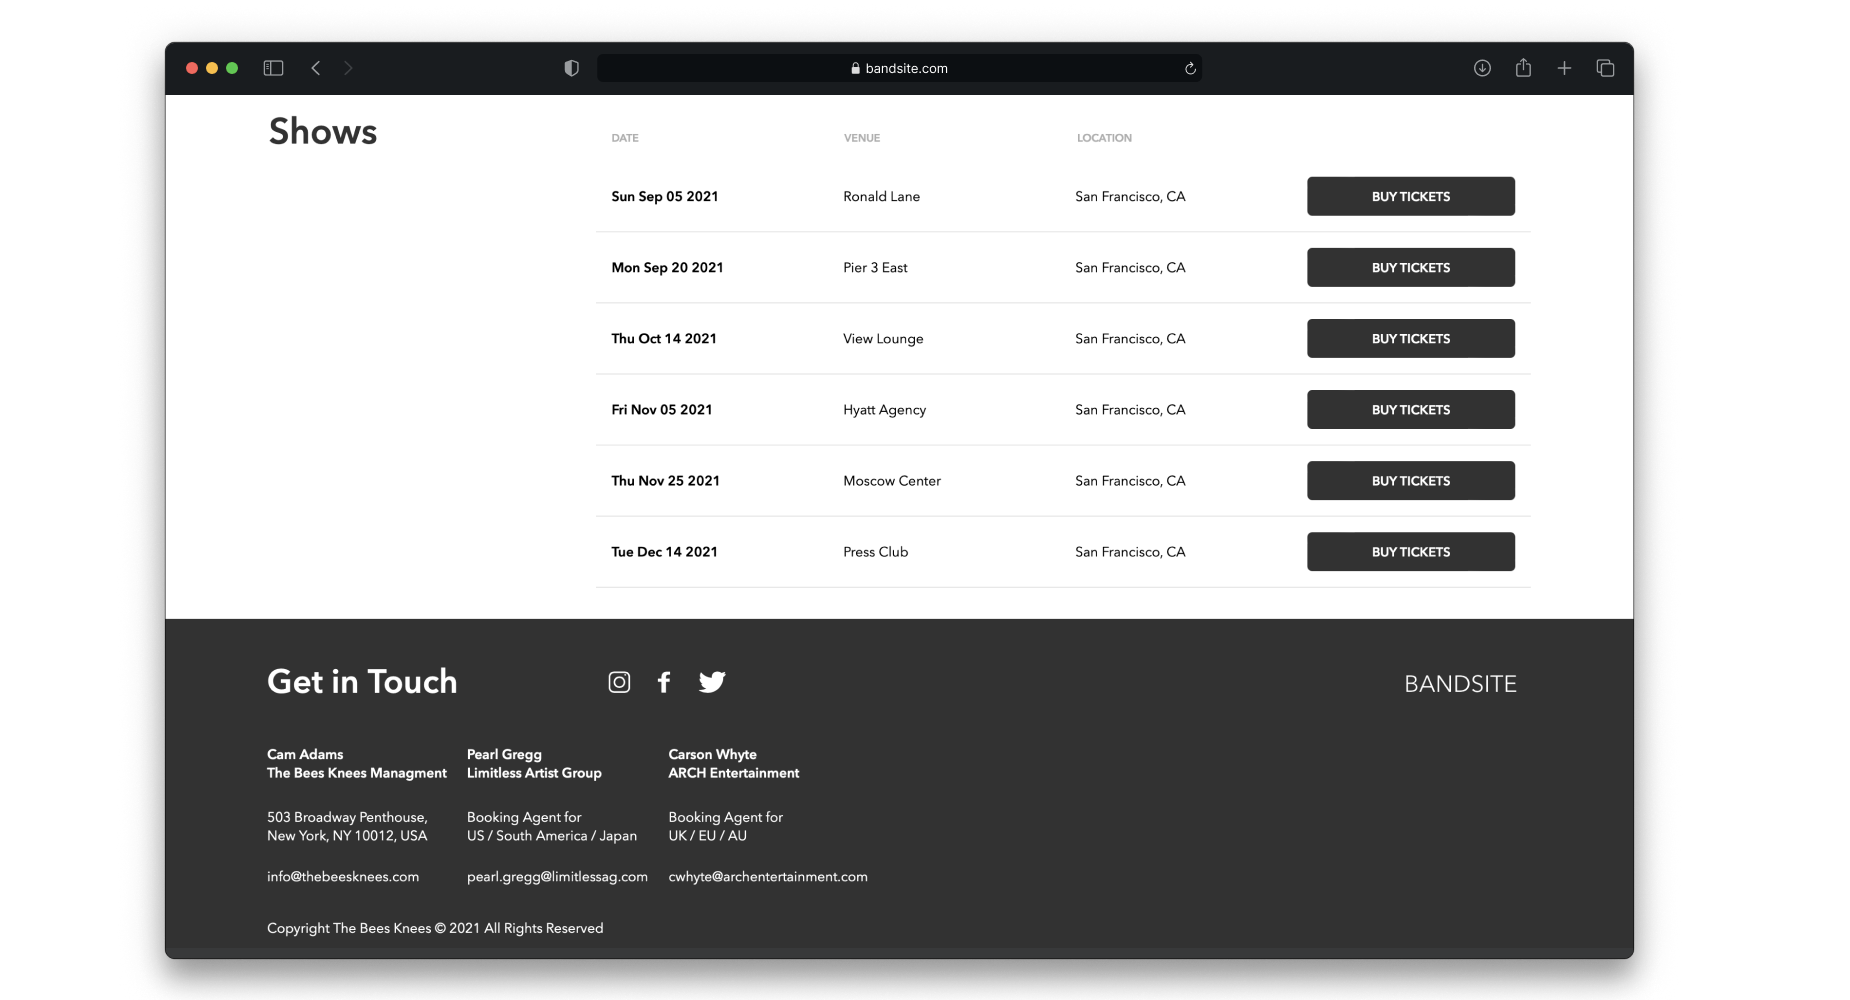 bandsite.com
Shows
DATE VENUE LOCATION
Sun Sep 05 2021 Ronald Lane San Francisco, CA BUY TICKETS
Mon Sep 20 2021 Pier 3 East San Francisco, CA BUY TICKETS
Thu Oct 14 2021 View Lounge San Francisco, CA BUY TICKETS
Fri Nov 05 2021 Hyatt Agency San Francisco, CA BUY TICKETS
Thu Nov 25 2021 Moscow Center San Francisco, CA BUY TICKETS
Tue Dec 14 2021 Press Club San Francisco, CA BUY TICKETS
Get in Touch
BANDSITE
Cam Adams
The Bees Knees Managment
503 Broadway Penthouse,
New York, NY 10012, USA
info@thebeesknees.com
Pearl Gregg
Limitless Artist Group
Booking Agent for
US / South America / Japan
pearl.gregg@limitlessag.com
Carson Whyte
ARCH Entertainment
Booking Agent for
UK / EU / AU
cwhyte@archentertainment.com
Copyright The Bees Knees © 2021 All Rights Reserved